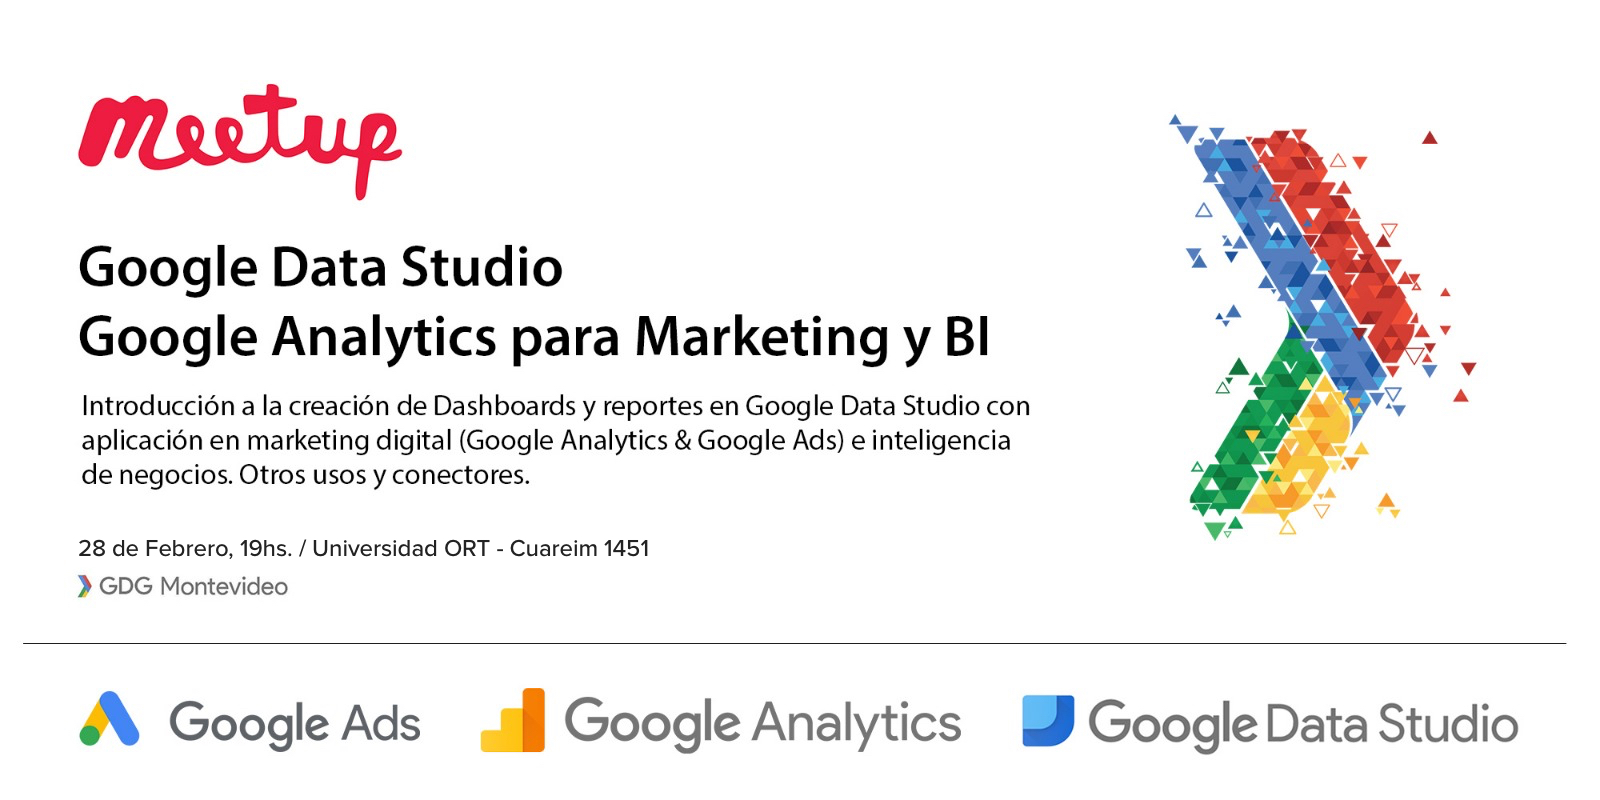 meetup
Google Data Studio
Google Analytics para Marketing y BI
Introducción a la creación de Dashboards y reportes en Google Data Studio con
aplicación en marketing digital (Google Analytics & Google Ads) e inteligencia
de negocios. Otros usos y conectores.
28 de Febrero, 19hs. / Universidad ORT - Cuareim 1451
GDG Montevideo
Google Ads
Google Analytics
Google Data Studio